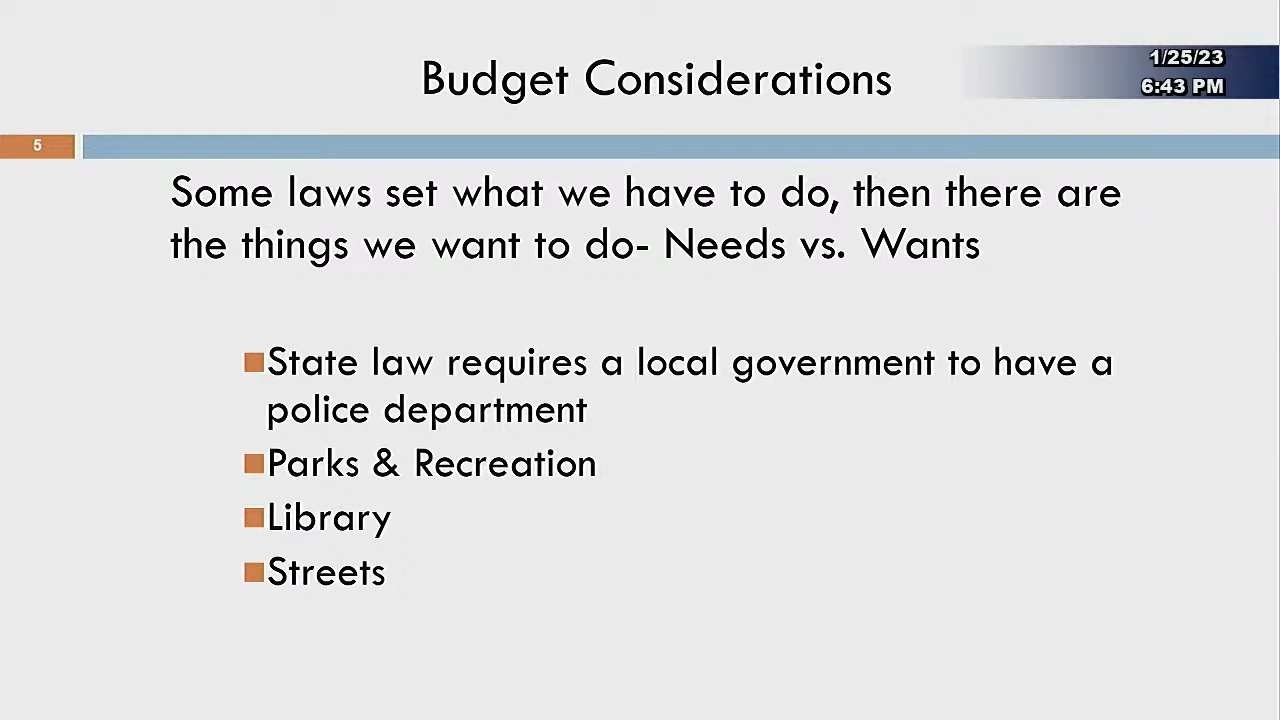 Budget Considerations
1/25/23
6:43 PM
5
Some laws set what we have to do, then there are
the things we want to do- Needs vs. Wants
State law requires a local government to have a
police department
Parks & Recreation
Library
Streets